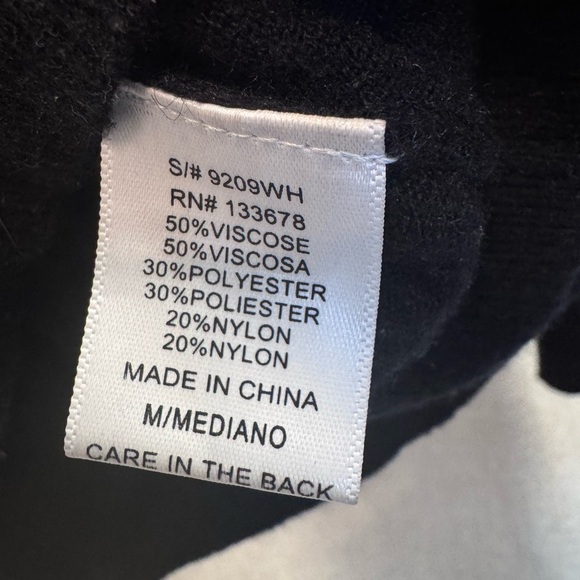 S/# 9209WH
RN# 133678
50%VISCOSE
50%VISCOSA
30%POLYESTER
30%POLIESTER
20%NYLON
20%NYLON
MADE IN CHINA
M/MEDIANO
CARE IN THE BACK